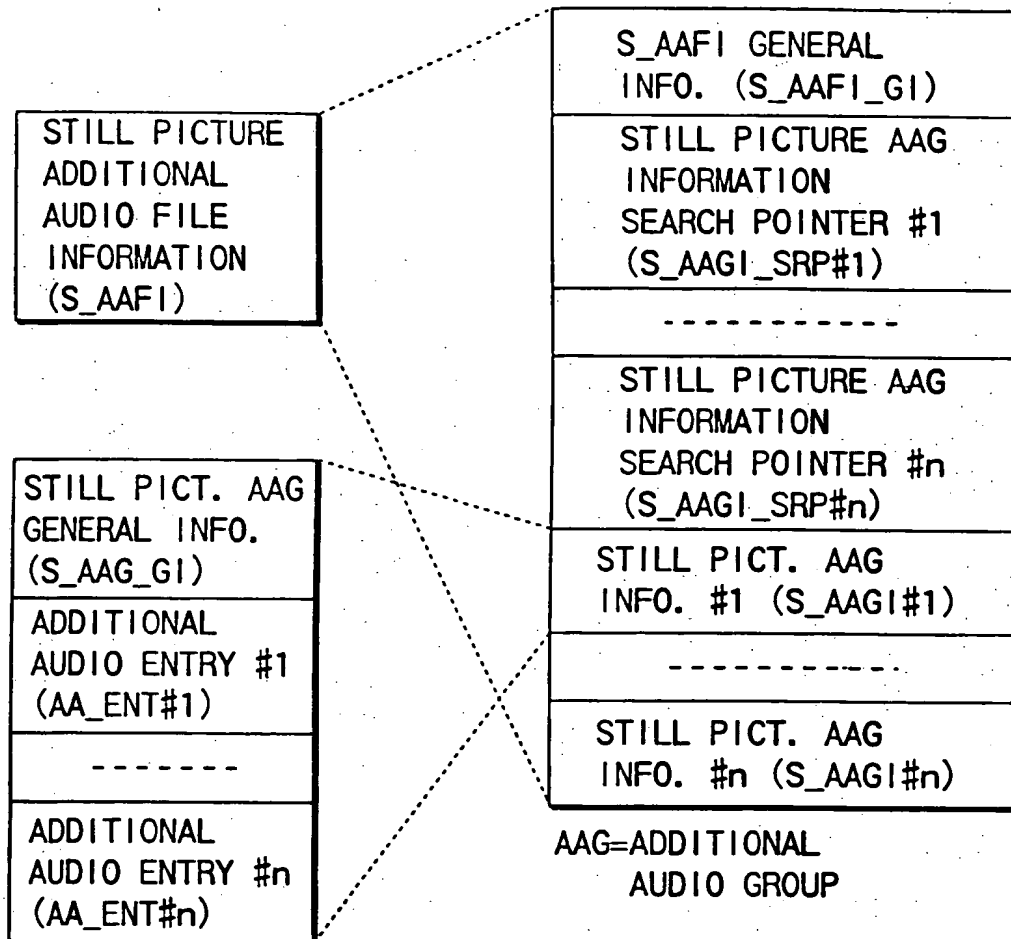 STILL PICTURE
ADDITIONAL
AUDIO FILE
INFORMATION
(S_AAFI)
S_AAFI GENERAL
INFO. (S_AAFI_GI)
STILL PICTURE AAG
INFORMATION
SEARCH POINTER #1
(S_AAGI_SRP#1)
STILL PICTURE AAG
INFORMATION
SEARCH POINTER #n
(S_AAGI_SRP#n)
STILL PICT. AAG
INFO. #1 (S_AAGI#1)
STILL PICT. AAG
INFO. #n (S_AAGI#n)
STILL PICT. AAG
GENERAL INFO.
(S_AAG_GI)
ADDITIONAL
AUDIO ENTRY #1
(AA_ENT#1)
ADDITIONAL
AUDIO ENTRY #n
(AA_ENT#n)
AAG=ADDITIONAL
AUDIO GROUP